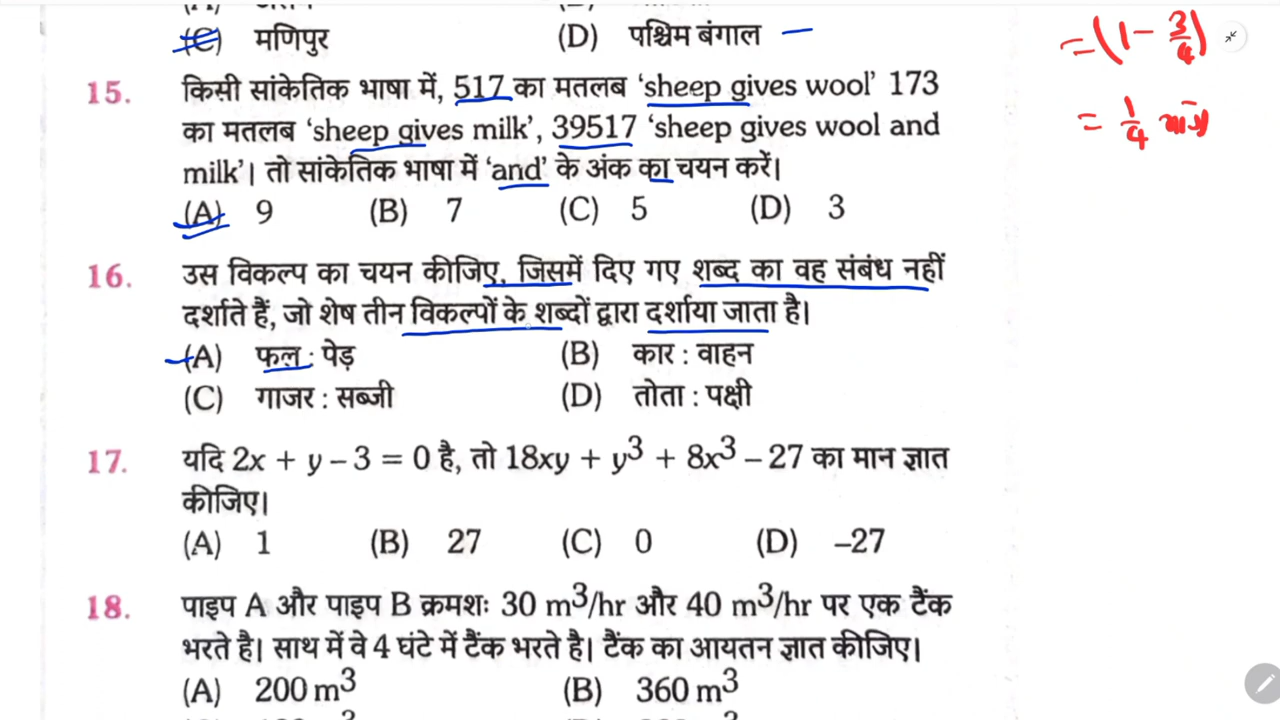 (C) मणिपुर (D) पश्चिम बंगाल
= (1 - 3/4)
= 1/4
15. किसी सांकेतिक भाषा में, 517 का मतलब ‘sheep gives wool’ 173
का मतलब ‘sheep gives milk’, 39517 ‘sheep gives wool and
milk’। तो सांकेतिक भाषा में ‘and’ के अंक का चयन करें।
(A) 9 (B) 7 (C) 5 (D) 3
16. उस विकल्प का चयन कीजिए, जिसमें दिए गए शब्द का वह संबंध नहीं
दर्शाते हैं, जो शेष तीन विकल्पों के शब्दों द्वारा दर्शाया जाता है।
(A) फल : पेड़ (B) कार : वाहन
(C) गाजर : सब्जी (D) तोता : पक्षी
17. यदि 2x + y – 3 = 0 है, तो 18xy + y³ + 8x³ – 27 का मान ज्ञात
कीजिए।
(A) 1 (B) 27 (C) 0 (D) –27
18. पाइप A और पाइप B क्रमशः 30 m³/hr और 40 m³/hr पर एक टैंक
भरते है। साथ में वे 4 घंटे में टैंक भरते है। टैंक का आयतन ज्ञात कीजिए।
(A) 200 m³ (B) 360 m³